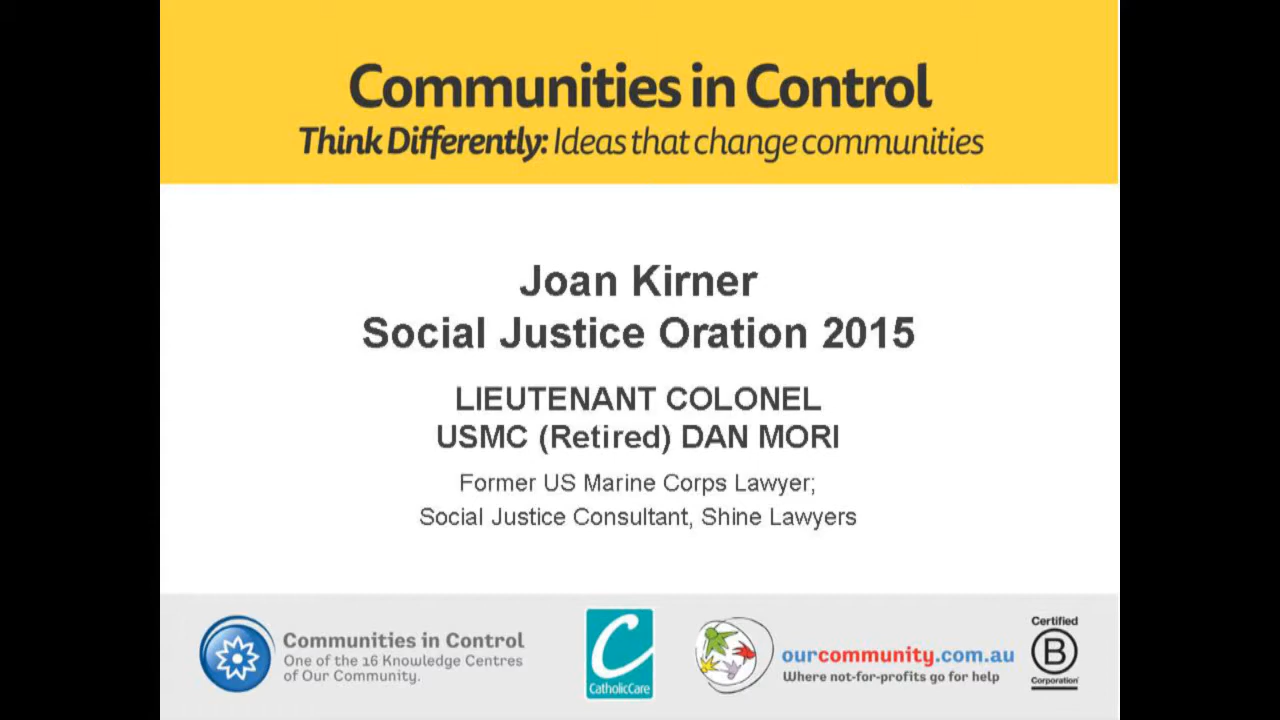 Communities in Control
Think Differently: Ideas that change communities
Joan Kirner
Social Justice Oration 2015
LIEUTENANT COLONEL
USMC (Retired) DAN MORI
Former US Marine Corps Lawyer;
Social Justice Consultant, Shine Lawyers
Communities in Control
One of the 16 Knowledge Centres
of Our Community.
C
CatholicCare
ourcommunity.com.au
Where not-for-profits go for help
Certified
B
Corporation